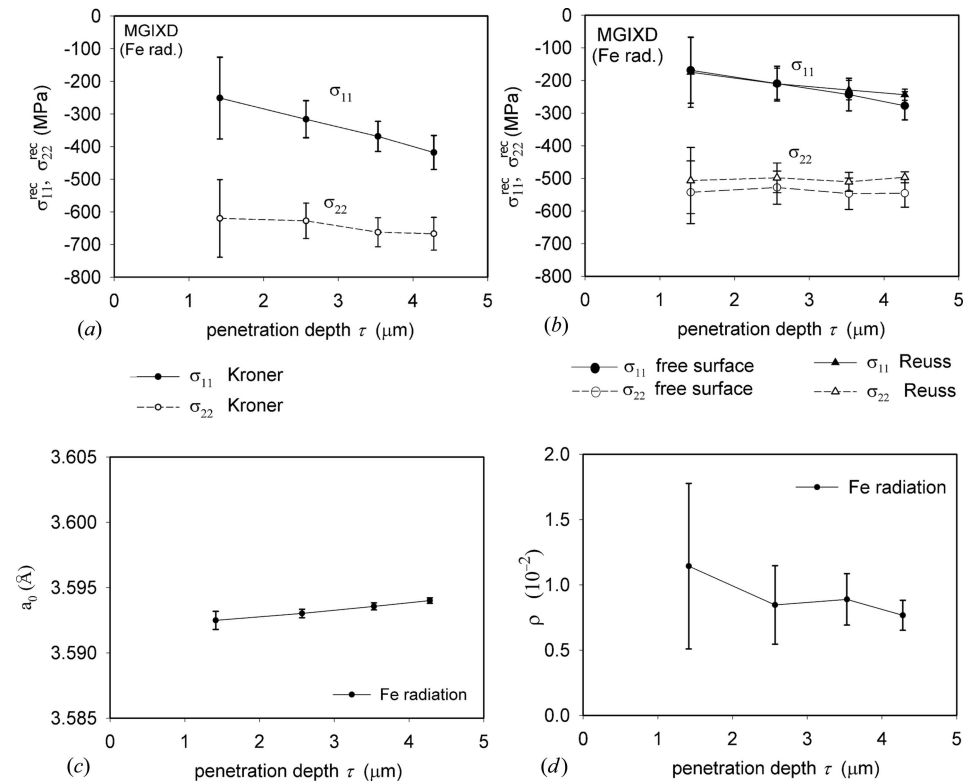 MGIXD
(Fe rad.)
σ₁₁
σ₂₂
0
-100
-200
-300
-400
-500
-600
-700
-800
σ₁₁ʳᵉᶜ, σ₂₂ʳᵉᶜ (MPa)
0 1 2 3 4 5
(a)
penetration depth τ (μm)
σ₁₁ Kroner
σ₂₂ Kroner
MGIXD
(Fe rad.)
σ₁₁
σ₂₂
0
-100
-200
-300
-400
-500
-600
-700
-800
σ₁₁ʳᵉᶜ, σ₂₂ʳᵉᶜ (MPa)
0 1 2 3 4 5
(b)
penetration depth τ (μm)
σ₁₁ free surface
σ₂₂ free surface
σ₁₁ Reuss
σ₂₂ Reuss
3.605
3.600
3.595
3.590
3.585
a₀ (Å)
Fe radiation
0 1 2 3 4 5
(c)
penetration depth τ (μm)
2.0
1.5
1.0
0.5
0.0
ρ (10⁻²)
Fe radiation
0 1 2 3 4 5
(d)
penetration depth τ (μm)